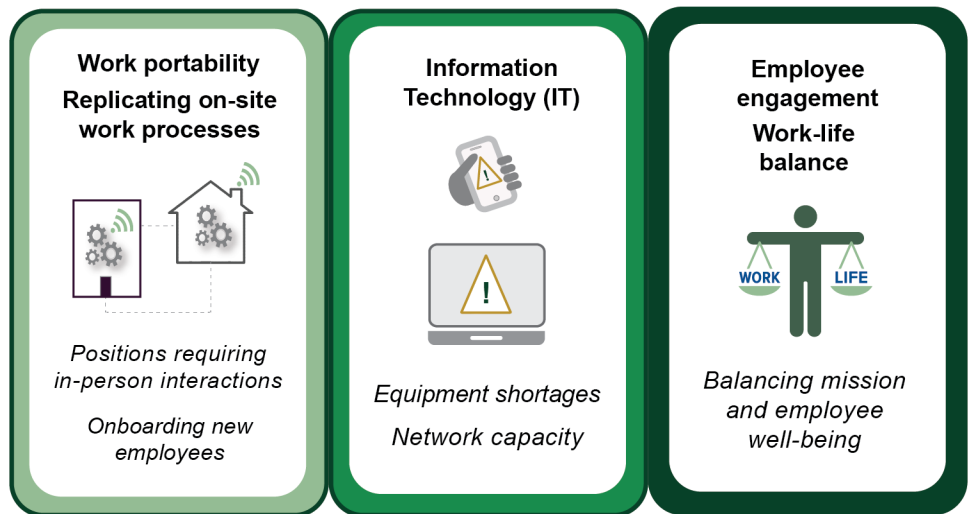 Work portability
Replicating on-site
work processes
Positions requiring
in-person interactions
Onboarding new
employees
Information
Technology (IT)
!
!
Equipment shortages
Network capacity
Employee
engagement
Work-life
balance
WORK
LIFE
Balancing mission
and employee
well-being